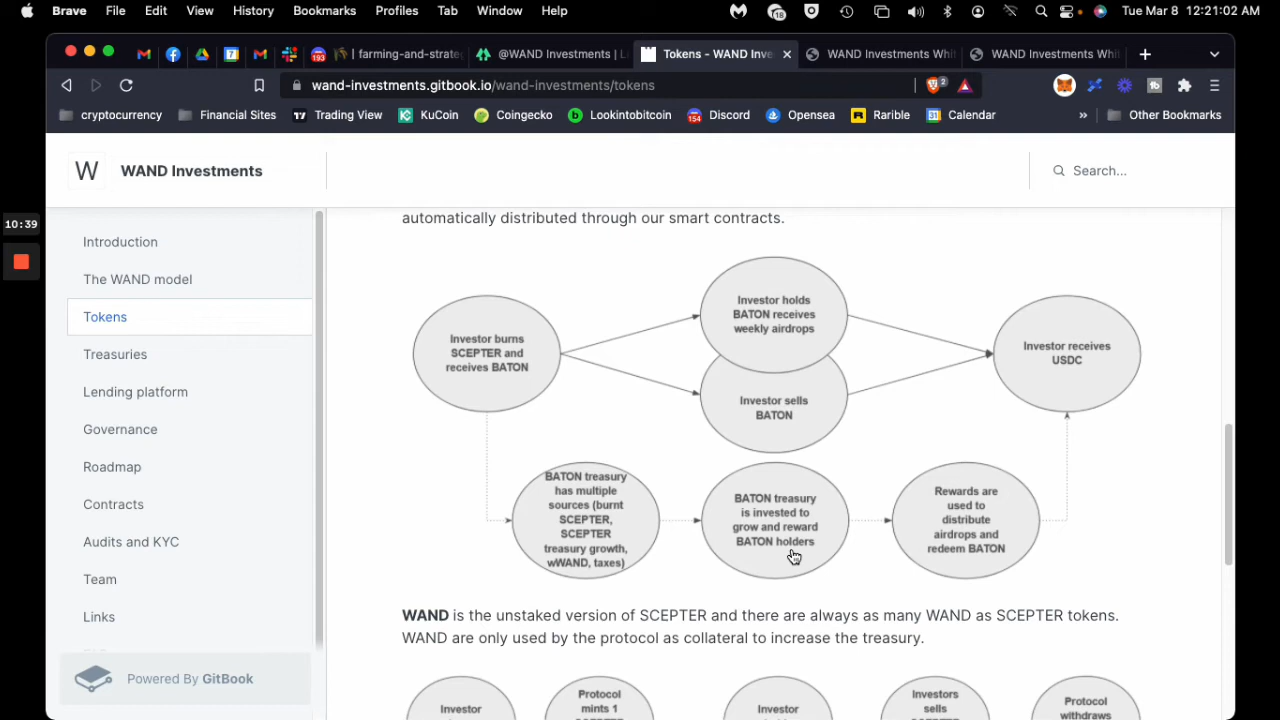 Brave File Edit View History Bookmarks Profiles Tab Window Help
18
Tue Mar 8 12:21:02 AM
7
193
| farming-and-strate
@WAND Investments | L
Tokens - WAND Inve
WAND Investments Whi
WAND Investments Whi
wand-investments.gitbook.io/wand-investments/tokens
cryptocurrency
Financial Sites
Trading View
KuCoin
Coingecko
Lookintobitcoin
154
Discord
Opensea
Rarible
31
Calendar
»
Other Bookmarks
W
WAND Investments
Search...
10:39
Introduction
The WAND model
Tokens
Treasuries
Lending platform
Governance
Roadmap
Contracts
Audits and KYC
Team
Links
Powered By GitBook
automatically distributed through our smart contracts.
Investor burns
SCEPTER and
receives BATON
Investor holds
BATON receives
weekly airdrops
Investor sells
BATON
Investor receives
USDC
BATON treasury
has multiple
sources (burnt
SCEPTER,
SCEPTER
treasury growth,
wWAND, taxes)
BATON treasury
is invested to
grow and reward
BATON holders
Rewards are
used to
distribute
airdrops and
redeem BATON
WAND is the unstaked version of SCEPTER and there are always as many WAND as SCEPTER tokens.
WAND are only used by the protocol as collateral to increase the treasury.
Investor
Protocol
mints 1
Investor
Investors
sells
Protocol
withdraws